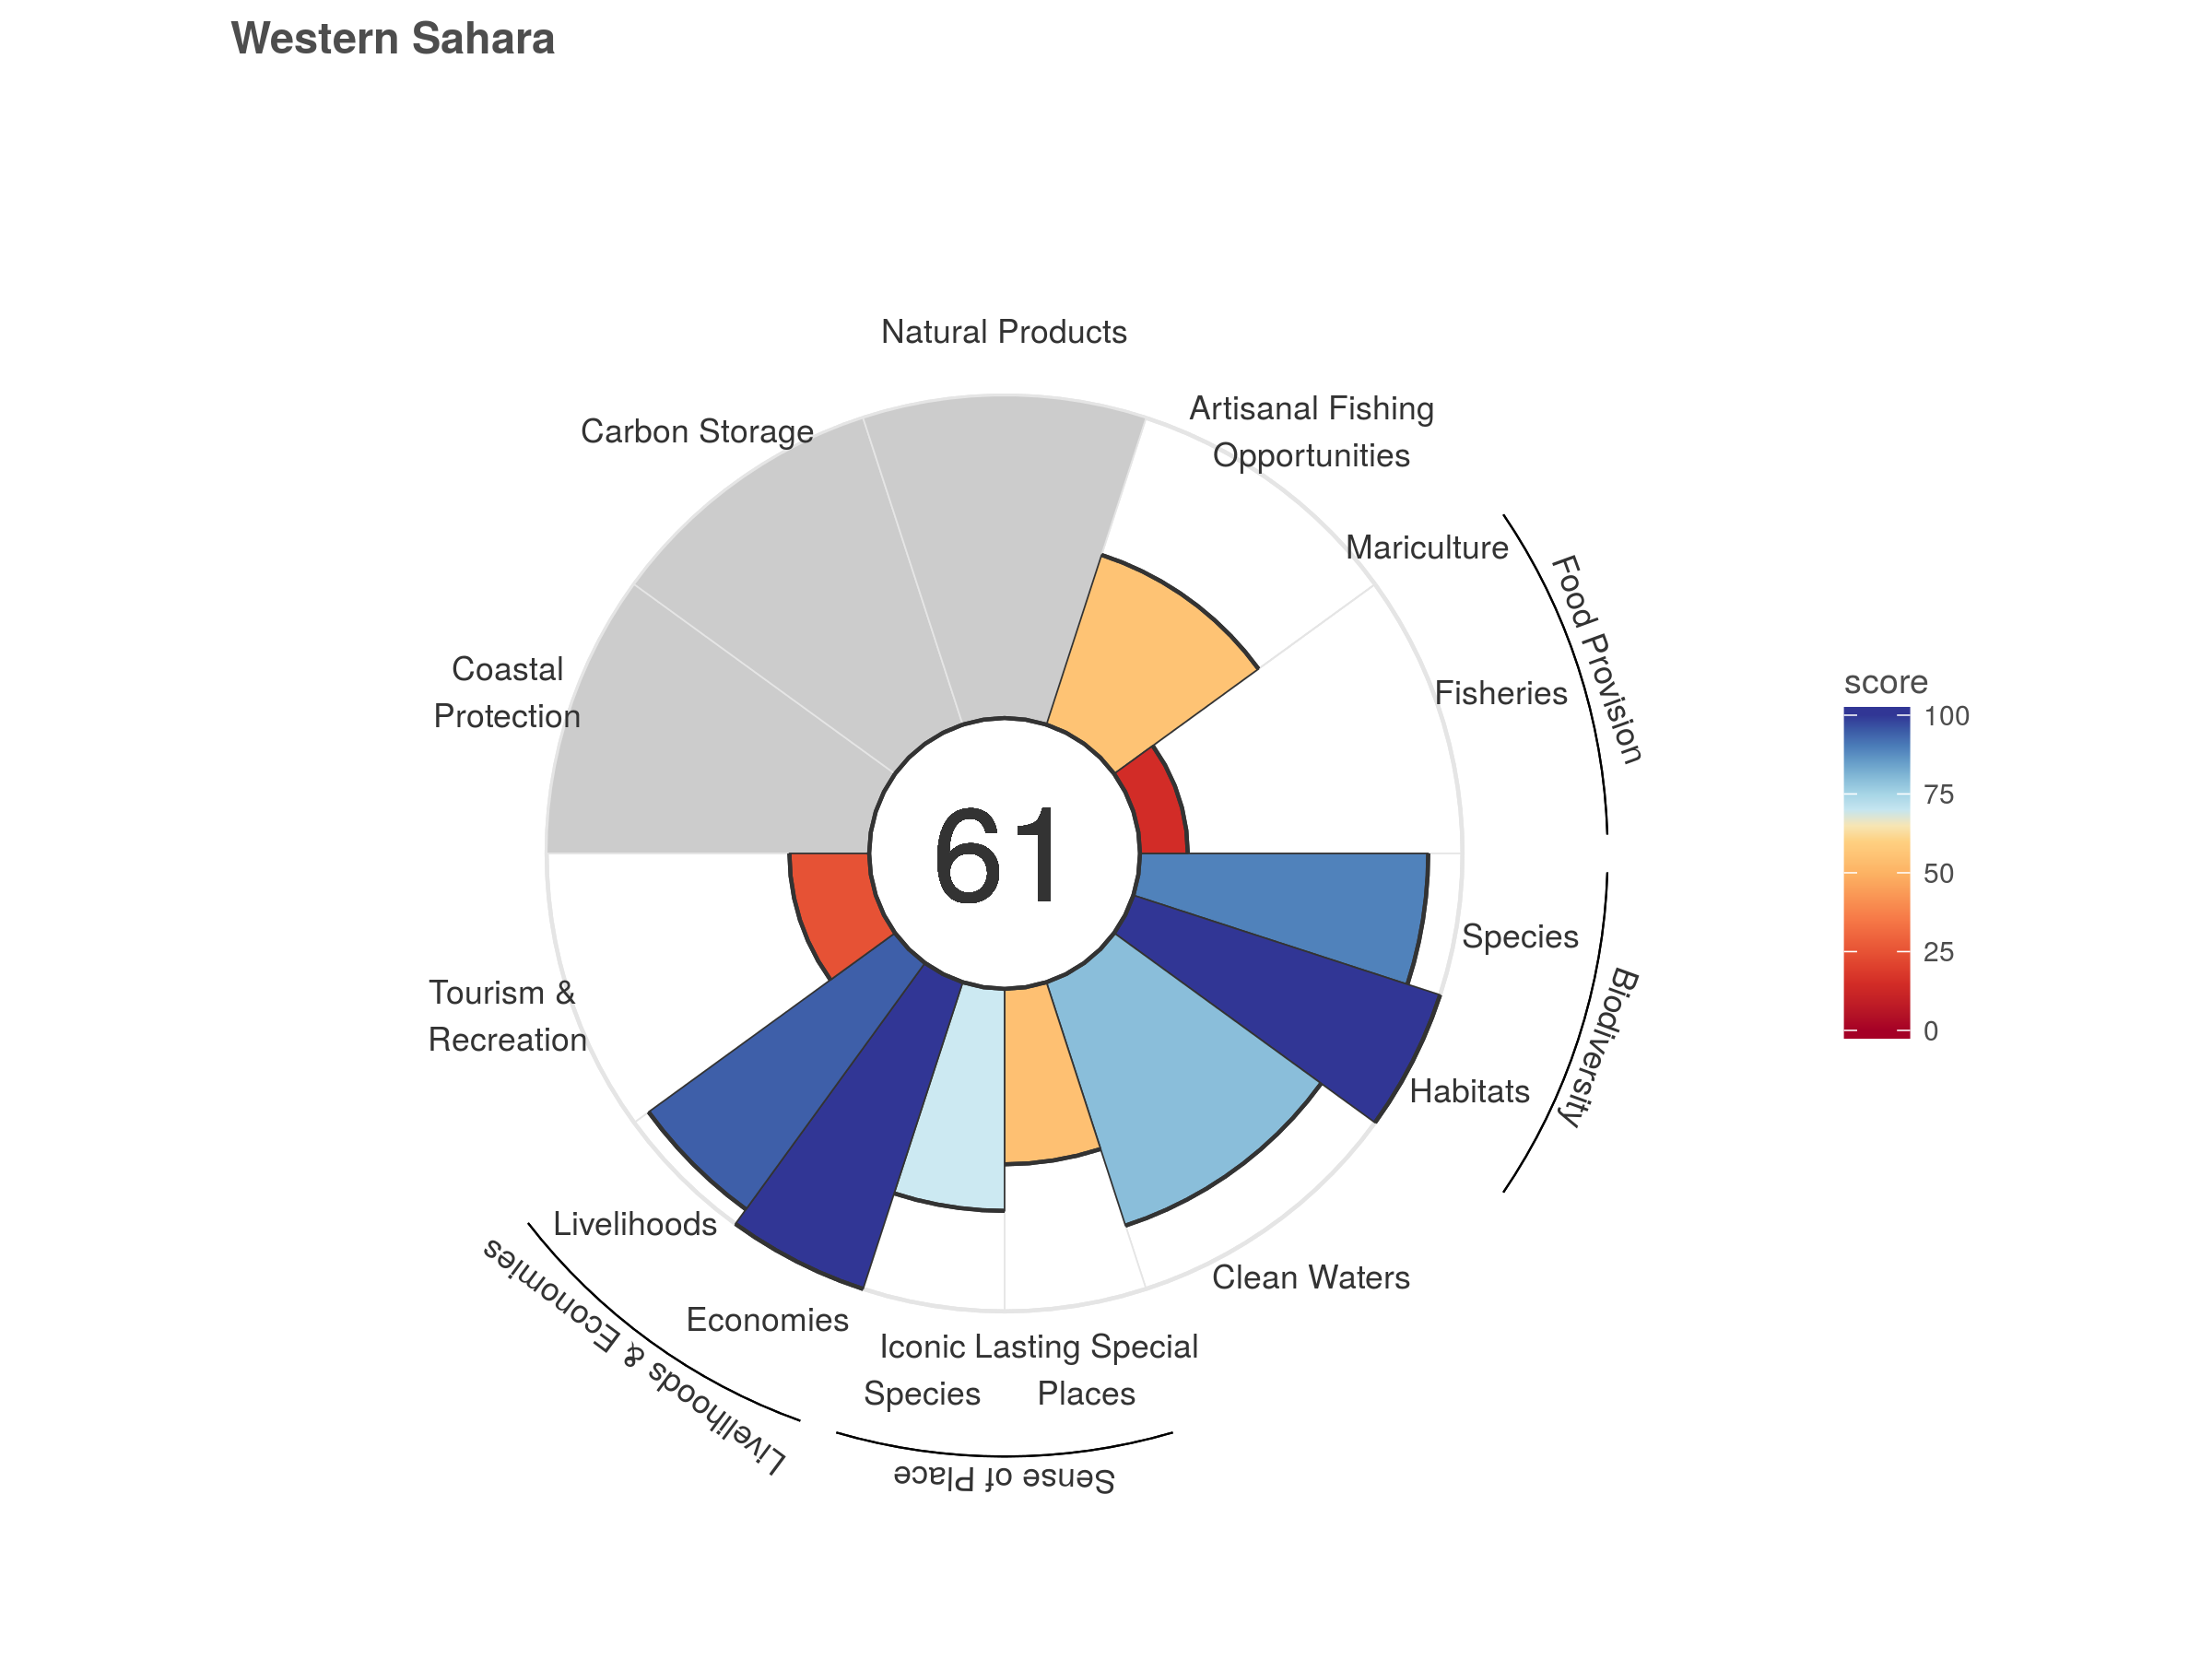 Western Sahara
Natural Products
Artisanal Fishing
Opportunities
Carbon Storage
Mariculture
Food Provision
Fisheries
Coastal
Protection
score
100
75
50
25
0
61
Species
Biodiversity
Habitats
Tourism &
Recreation
Livelihoods
Clean Waters
Economies
Livelihoods & Economies
Iconic
Species
Lasting Special
Places
Sense of Place